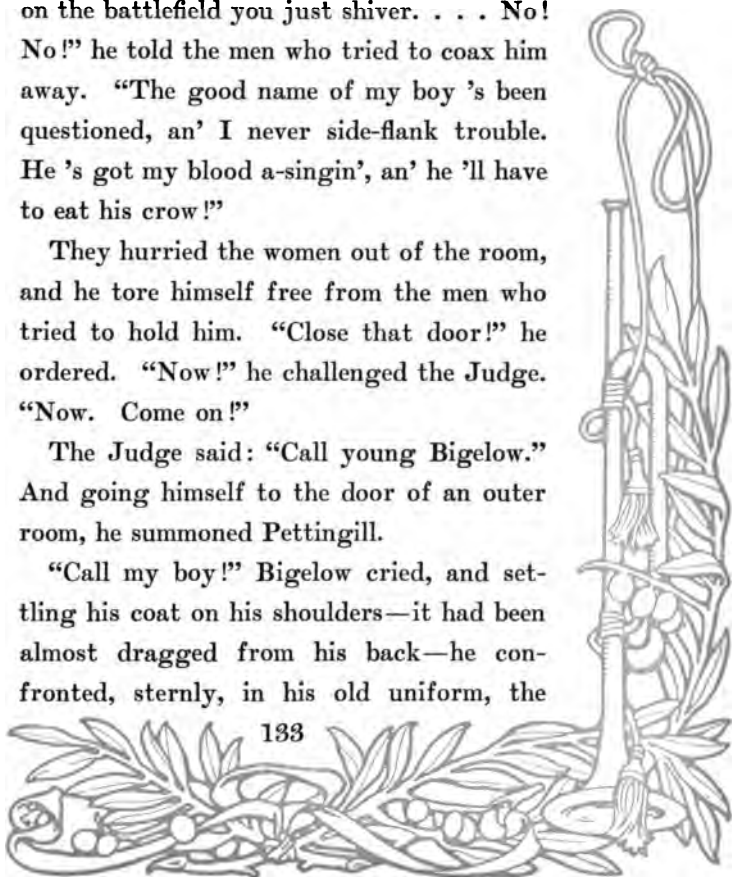 on the battlefield you just shiver. . . . No!
No!" he told the men who tried to coax him
away. "The good name of my boy 's been
questioned, an' I never side-flank trouble.
He 's got my blood a-singin', an' he 'll have
to eat his crow!"
They hurried the women out of the room,
and he tore himself free from the men who
tried to hold him. "Close that door!" he
ordered. "Now!" he challenged the Judge.
"Now. Come on!"
The Judge said: "Call young Bigelow."
And going himself to the door of an outer
room, he summoned Pettingill.
"Call my boy!" Bigelow cried, and set-
tling his coat on his shoulders—it had been
almost dragged from his back—he con-
fronted, sternly, in his old uniform, the
133